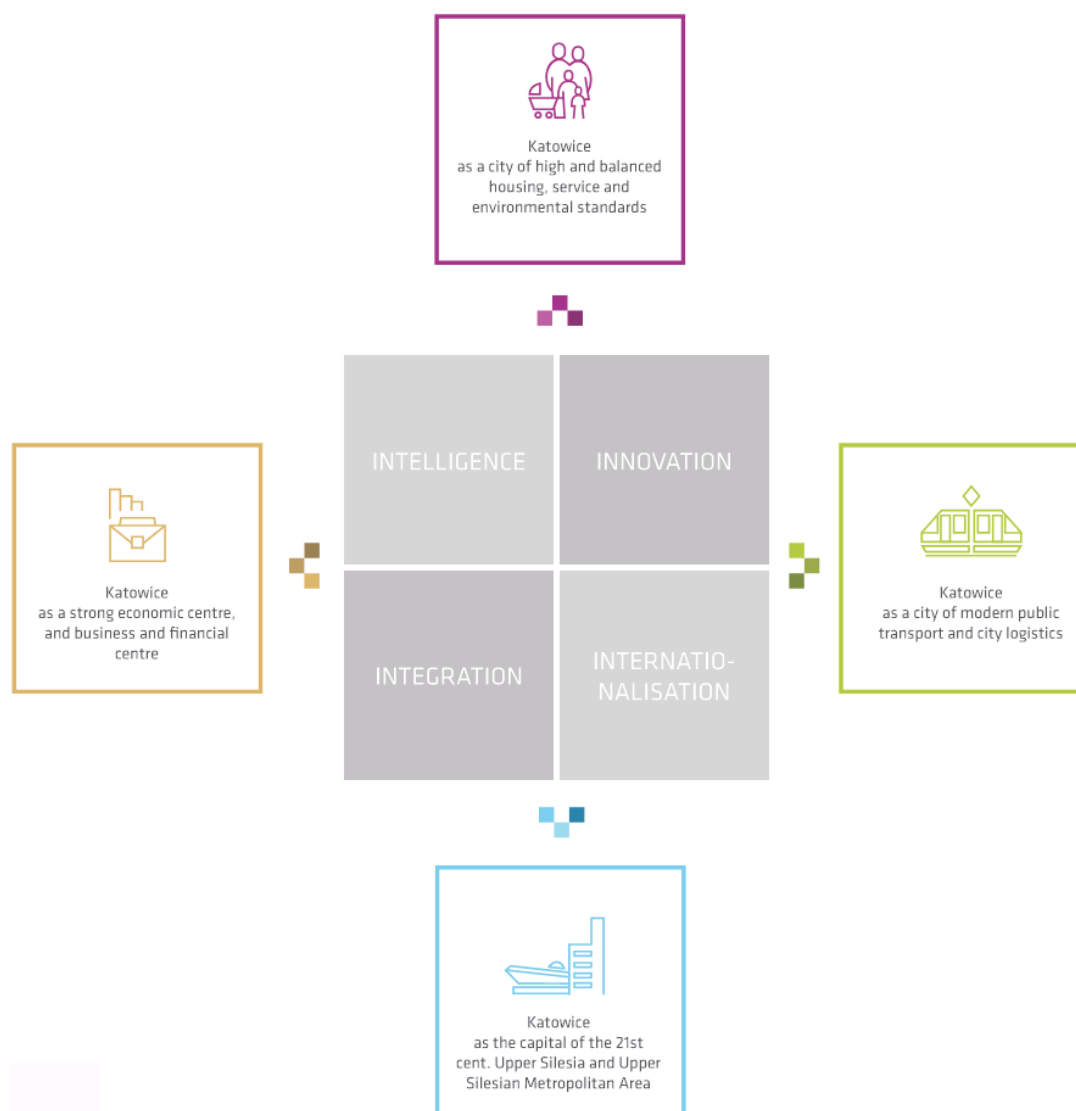 Katowice
as a city of high and balanced
housing, service and
environmental standards
INTELLIGENCE
INNOVATION
Katowice
as a strong economic centre,
and business and financial
centre
Katowice
as a city of modern public
transport and city logistics
INTEGRATION
INTERNATIO-
NALISATION
Katowice
as the capital of the 21st
cent. Upper Silesia and Upper
Silesian Metropolitan Area